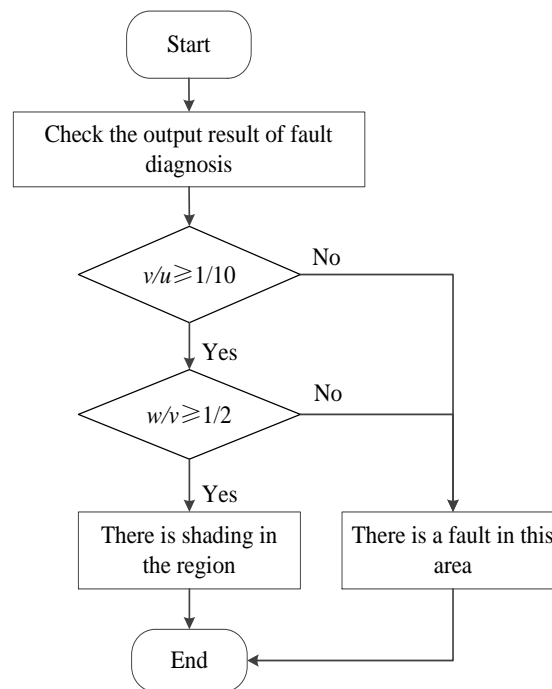 Start
Check the output result of fault
diagnosis
v/u≥1/10
No
Yes
w/v≥1/2
No
Yes
There is shading in
the region
There is a fault in this
area
End